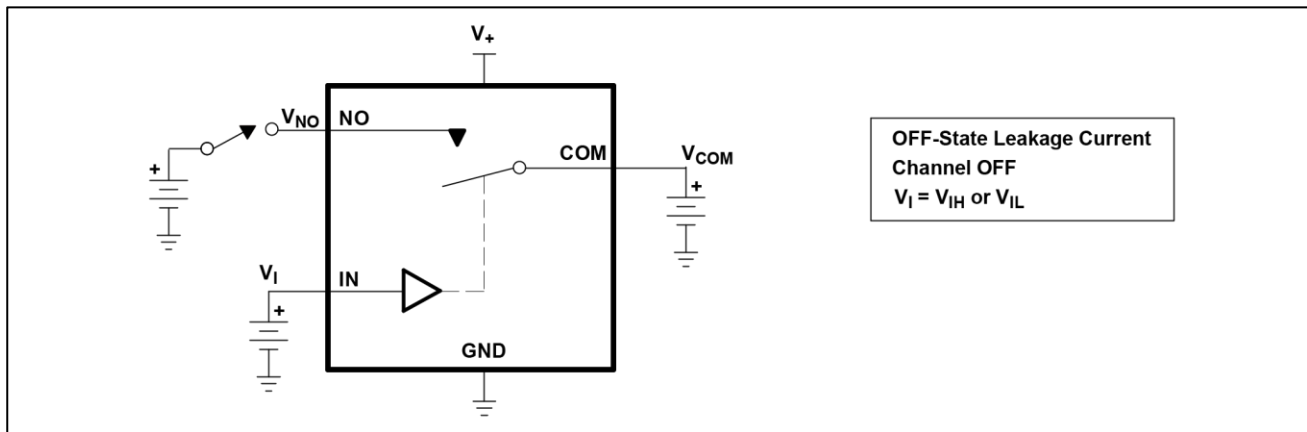 V+
VNO NO
COM VCOM
+
+
VI IN
+
GND
OFF-State Leakage Current
Channel OFF
VI = VIH or VIL